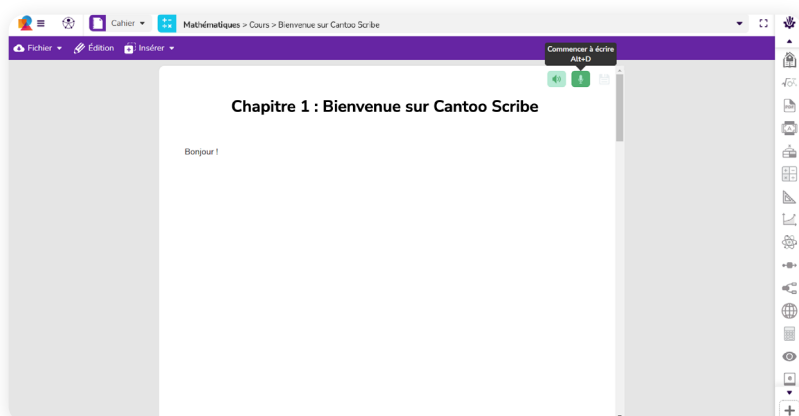 Cahier
Mathématiques > Cours > Bienvenue sur Cantoo Scribe
Fichier
Édition
Insérer
Commencer à écrire
Alt+D
Chapitre 1 : Bienvenue sur Cantoo Scribe
Bonjour !
PDF